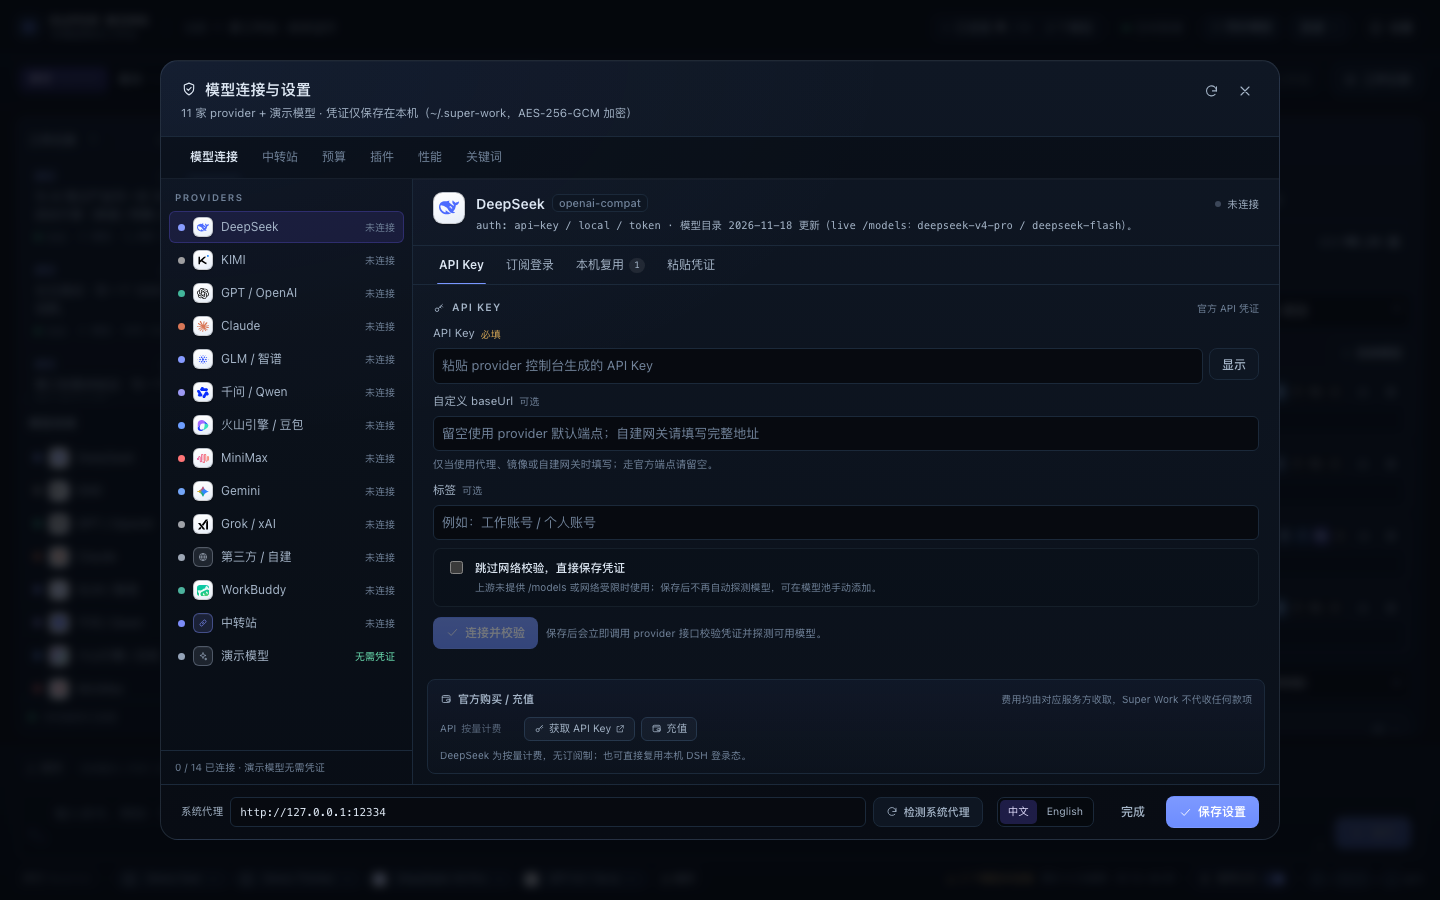 模型连接与设置
11 家 provider + 演示模型 · 凭证仅保存在本机（~/.super-work，AES-256-GCM 加密）
模型连接 中转站 预算 插件 性能 关键词
PROVIDERS
DeepSeek 未连接
KIMI 未连接
GPT / OpenAI 未连接
Claude 未连接
GLM / 智谱 未连接
千问 / Qwen 未连接
火山引擎 / 豆包 未连接
MiniMax 未连接
Gemini 未连接
Grok / xAI 未连接
第三方 / 自建 未连接
WorkBuddy 未连接
中转站 未连接
演示模型 无需凭证
0 / 14 已连接 · 演示模型无需凭证
DeepSeek openai-compat 未连接
auth: api-key / local / token · 模型目录 2026-11-18 更新（live /models：deepseek-v4-pro / deepseek-flash）。
API Key 订阅登录 本机复用 1 粘贴凭证
API KEY 官方 API 凭证
API Key 必填
粘贴 provider 控制台生成的 API Key 显示
自定义 baseUrl 可选
留空使用 provider 默认端点；自建网关请填写完整地址
仅当使用代理、镜像或自建网关时填写；走官方端点请留空。
标签 可选
例如：工作账号 / 个人账号
跳过网络校验，直接保存凭证
上游未提供 /models 或网络受限时使用；保存后不再自动探测模型，可在模型池手动添加。
连接并校验 保存后会立即调用 provider 接口校验凭证并探测可用模型。
官方购买 / 充值 费用均由对应服务方收取，Super Work 不代收任何款项
API 按量计费 获取 API Key 充值
DeepSeek 为按量计费，无订阅制；也可直接复用本机 DSH 登录态。
系统代理 http://127.0.0.1:12334 检测系统代理 中文 English 完成 保存设置